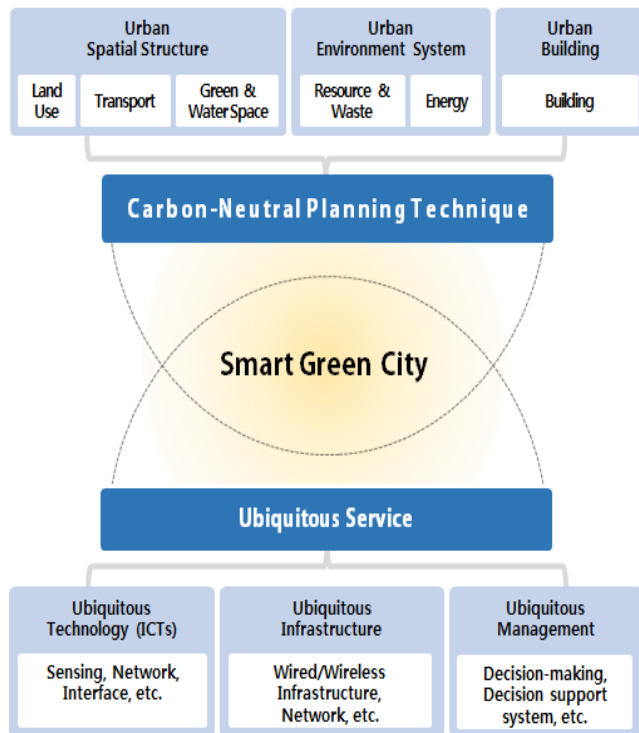 Urban
Spatial Structure
Land
Use
Transport
Green &
Water Space
Urban
Environment System
Resource &
Waste
Energy
Urban
Building
Building
Carbon-Neutral Planning Technique
Smart Green City
Ubiquitous Service
Ubiquitous
Technology (ICTs)
Sensing, Network,
Interface, etc.
Ubiquitous
Infrastructure
Wired/Wireless
Infrastructure,
Network, etc.
Ubiquitous
Management
Decision-making,
Decision support
system, etc.